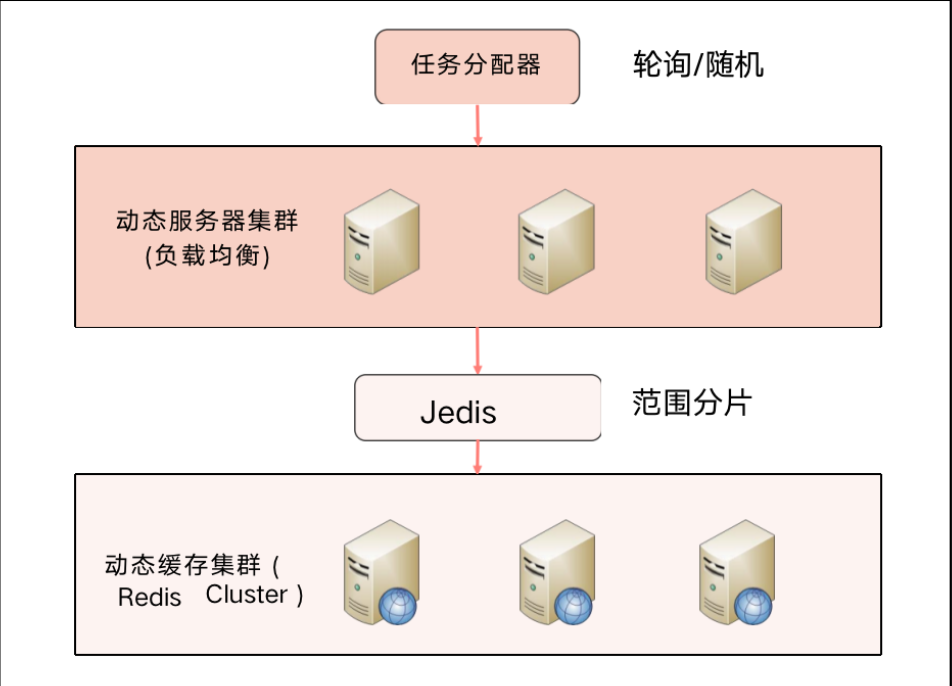 任务分配器
轮询/随机
动态服务器集群
(负载均衡)
Jedis
范围分片
动态缓存集群 (
Redis Cluster )